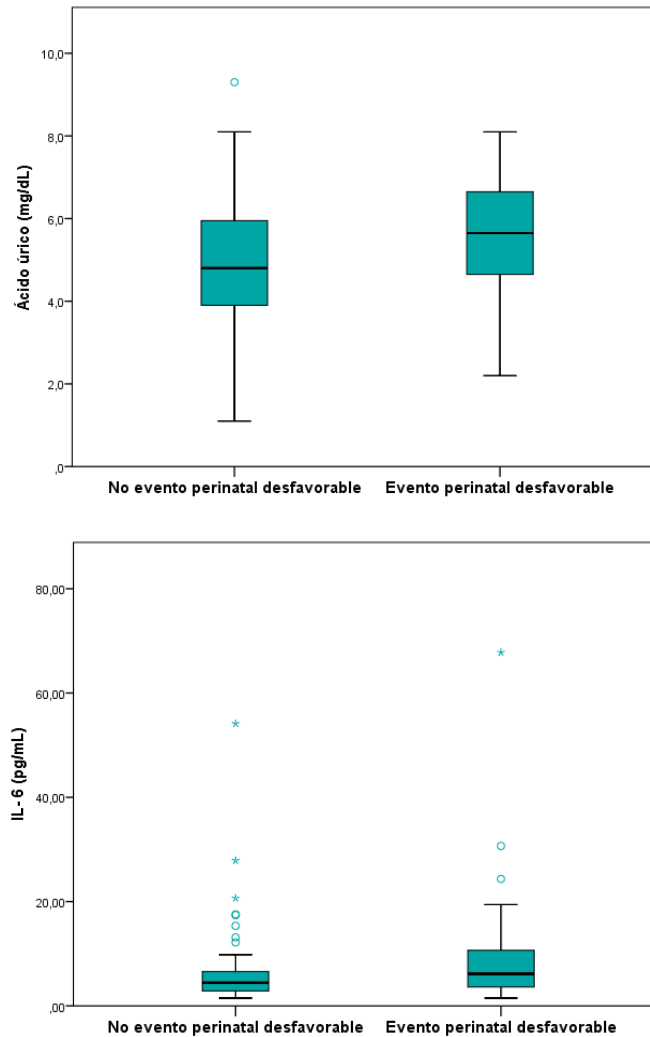 Ácido úrico (mg/dL)
10,0
8,0
6,0
4,0
2,0
,0
No evento perinatal desfavorable
Evento perinatal desfavorable
IL-6 (pg/mL)
80,00
60,00
40,00
20,00
,00
No evento perinatal desfavorable
Evento perinatal desfavorable